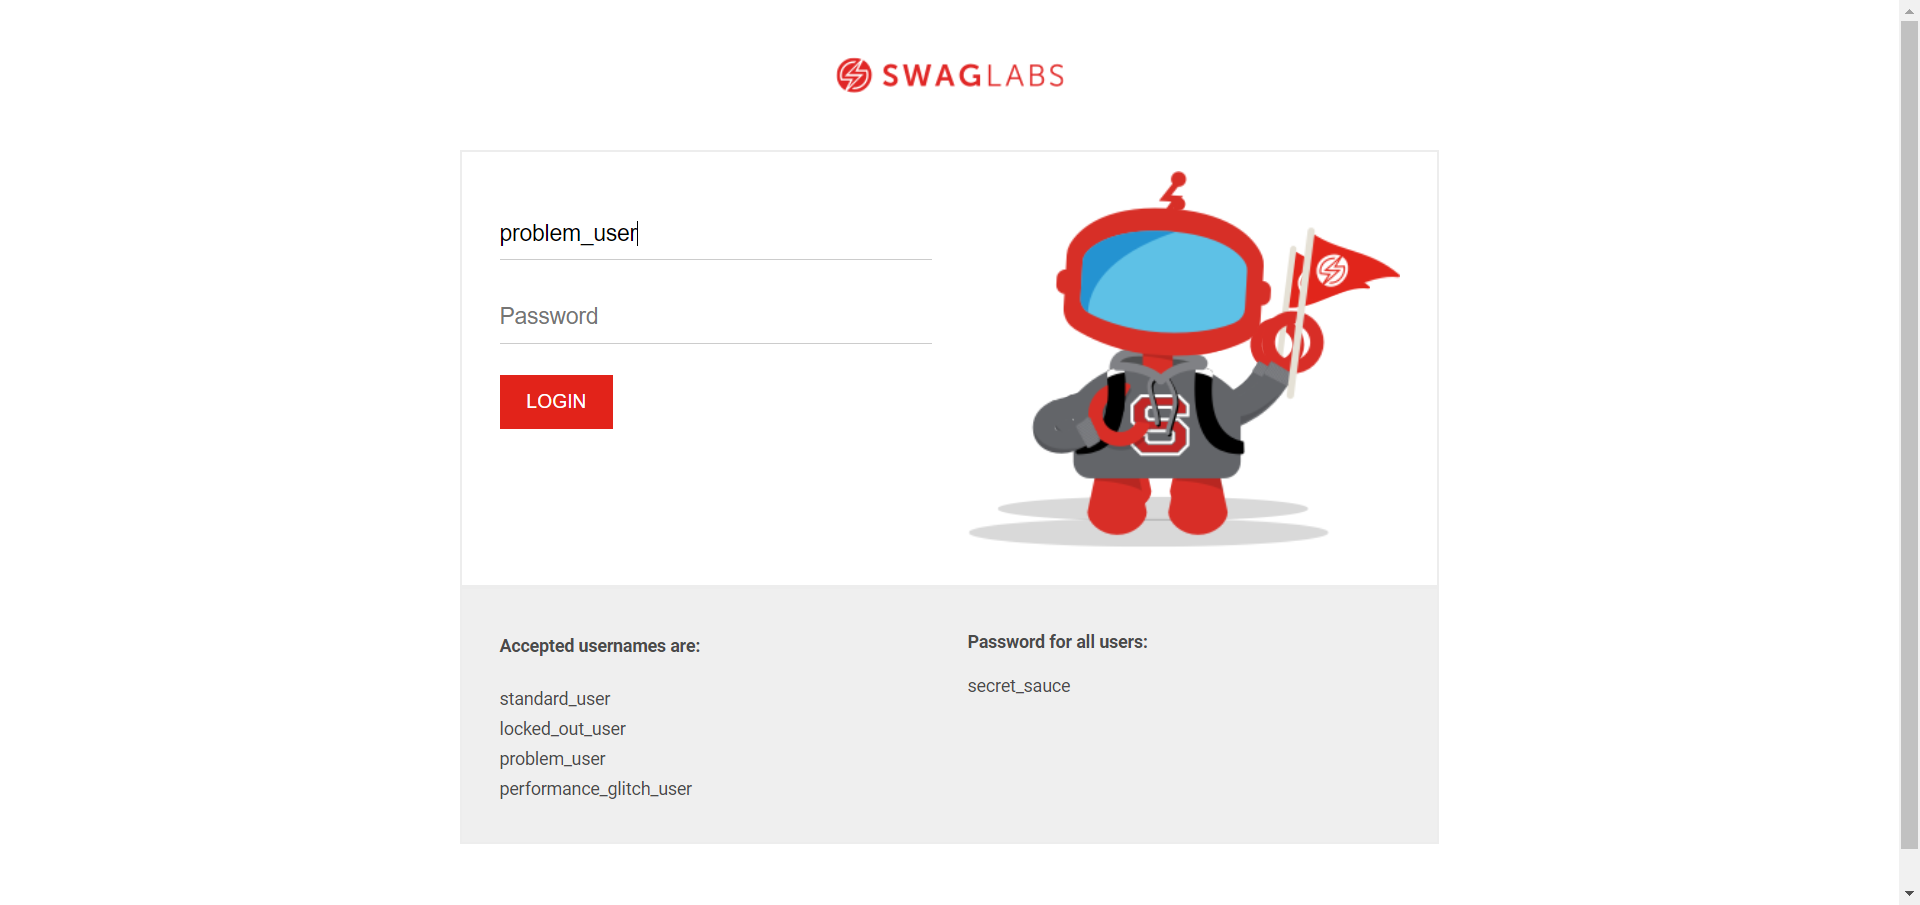 SWAGLABS
problem_user
Password
LOGIN
S
Accepted usernames are:
standard_user
locked_out_user
problem_user
performance_glitch_user
Password for all users:
secret_sauce